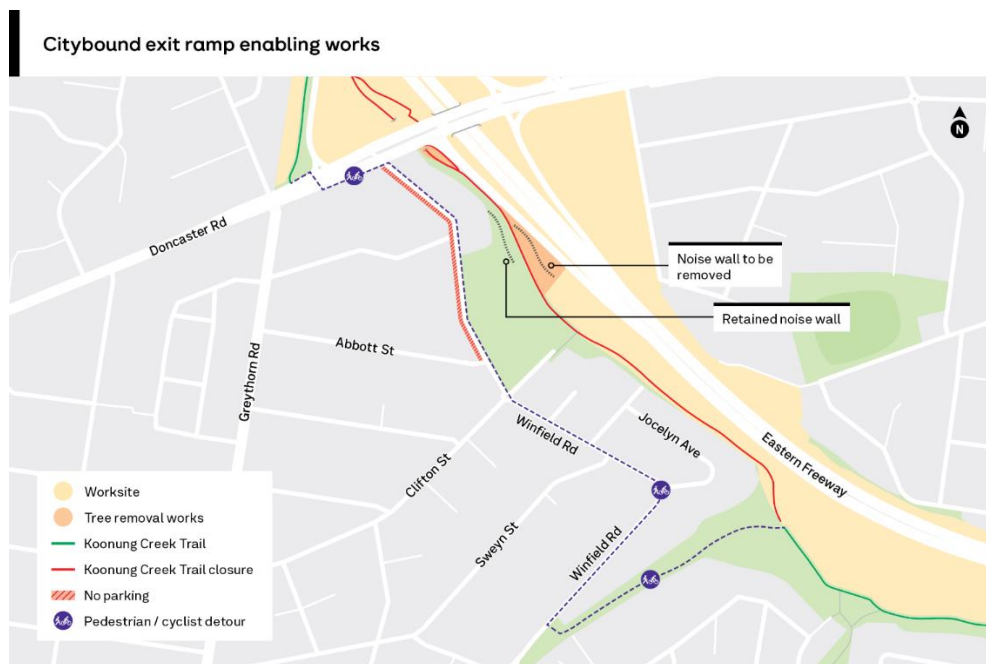 Citybound exit ramp enabling works
N
Doncaster Rd
Noise wall to be
removed
Retained noise wall
Abbott St
Greythorn Rd
Winfield Rd
Jocelyn Ave
Eastern Freeway
Clifton St
Sweyn St
Winfield Rd
Worksite
Tree removal works
Koonung Creek Trail
Koonung Creek Trail closure
No parking
Pedestrian / cyclist detour